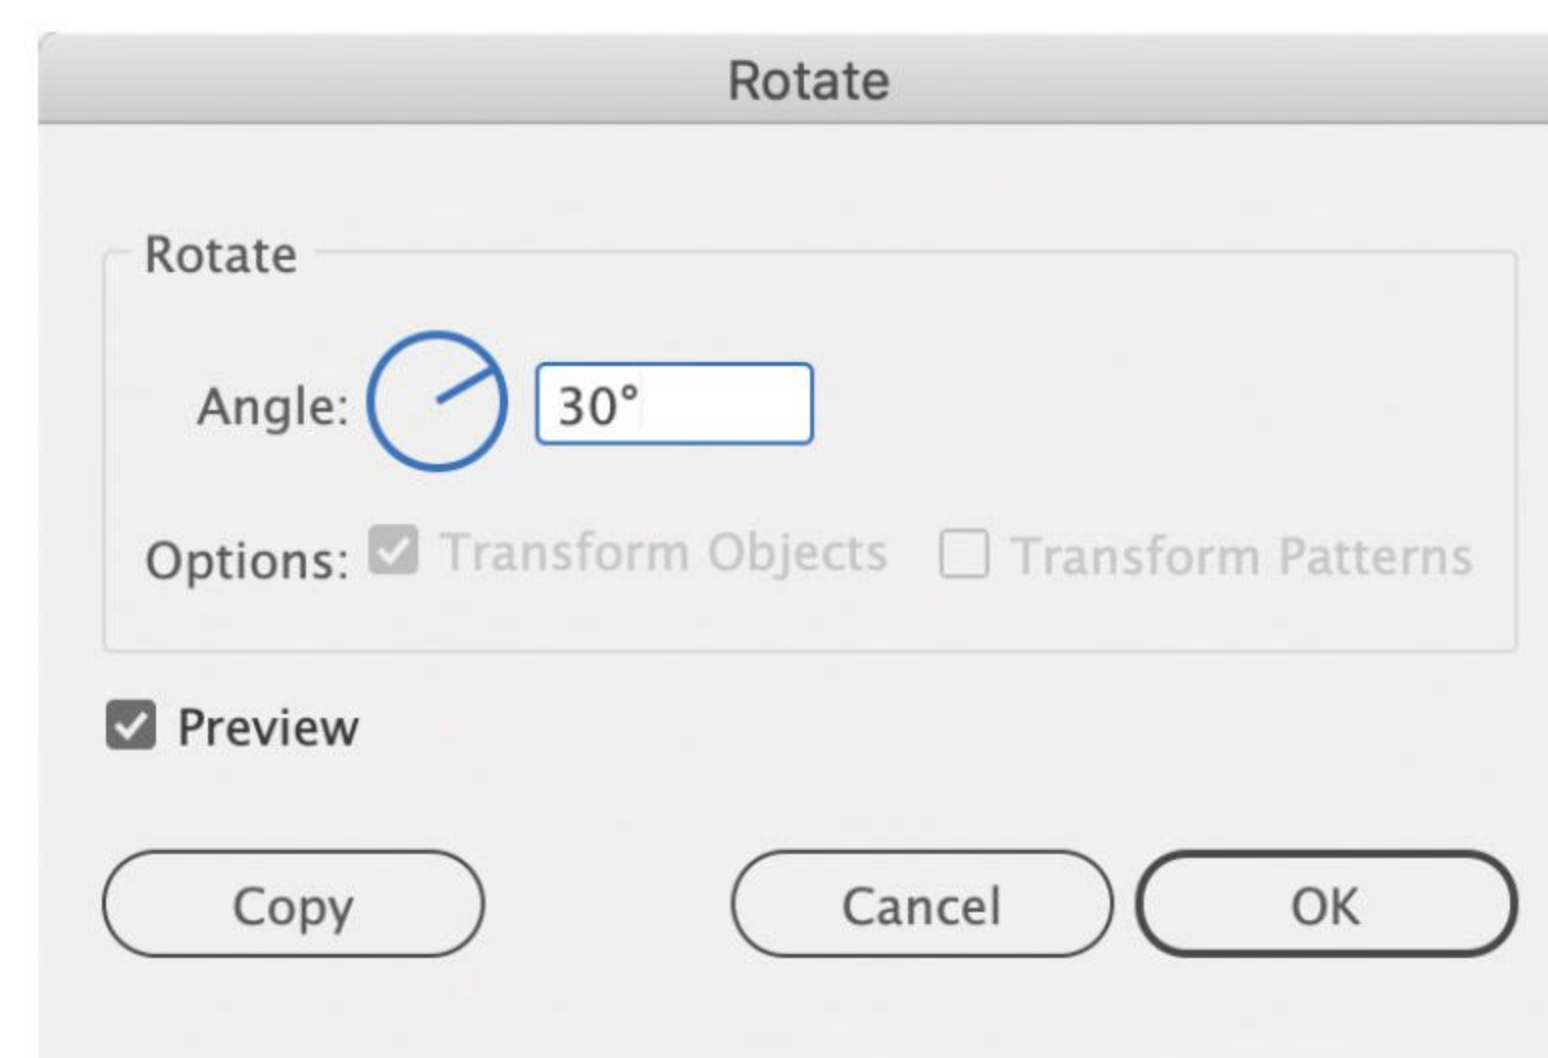 Rotate
Rotate
Angle: 30°
Options: Transform Objects Transform Patterns
Preview
Copy Cancel OK